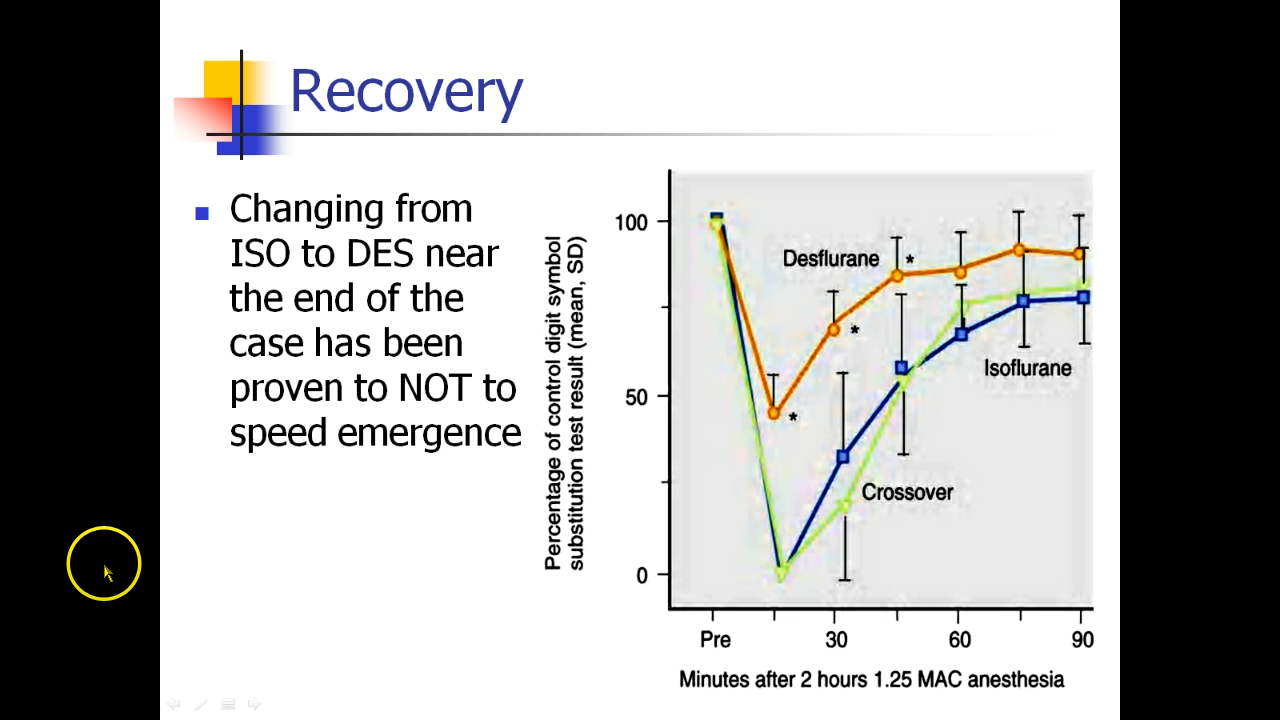 Recovery
Changing from
ISO to DES near
the end of the
case has been
proven to NOT to
speed emergence
Percentage of control digit symbol
substitution test result (mean, SD)
100
50
0
Desflurane
*
*
*
Isoflurane
Crossover
Pre
30
60
90
Minutes after 2 hours 1.25 MAC anesthesia